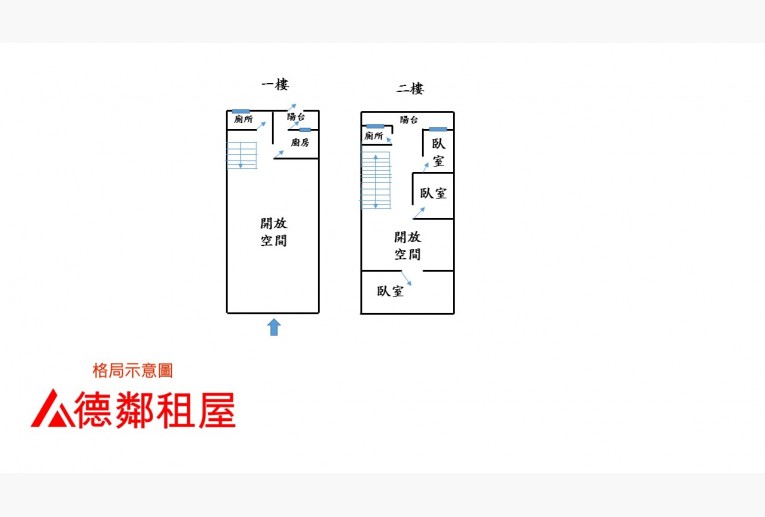 一樓
廁所
陽台
廚房
開放
空間
二樓
陽台
廁所
臥
室
臥室
開放
空間
臥室
格局示意圖
德鄰租屋